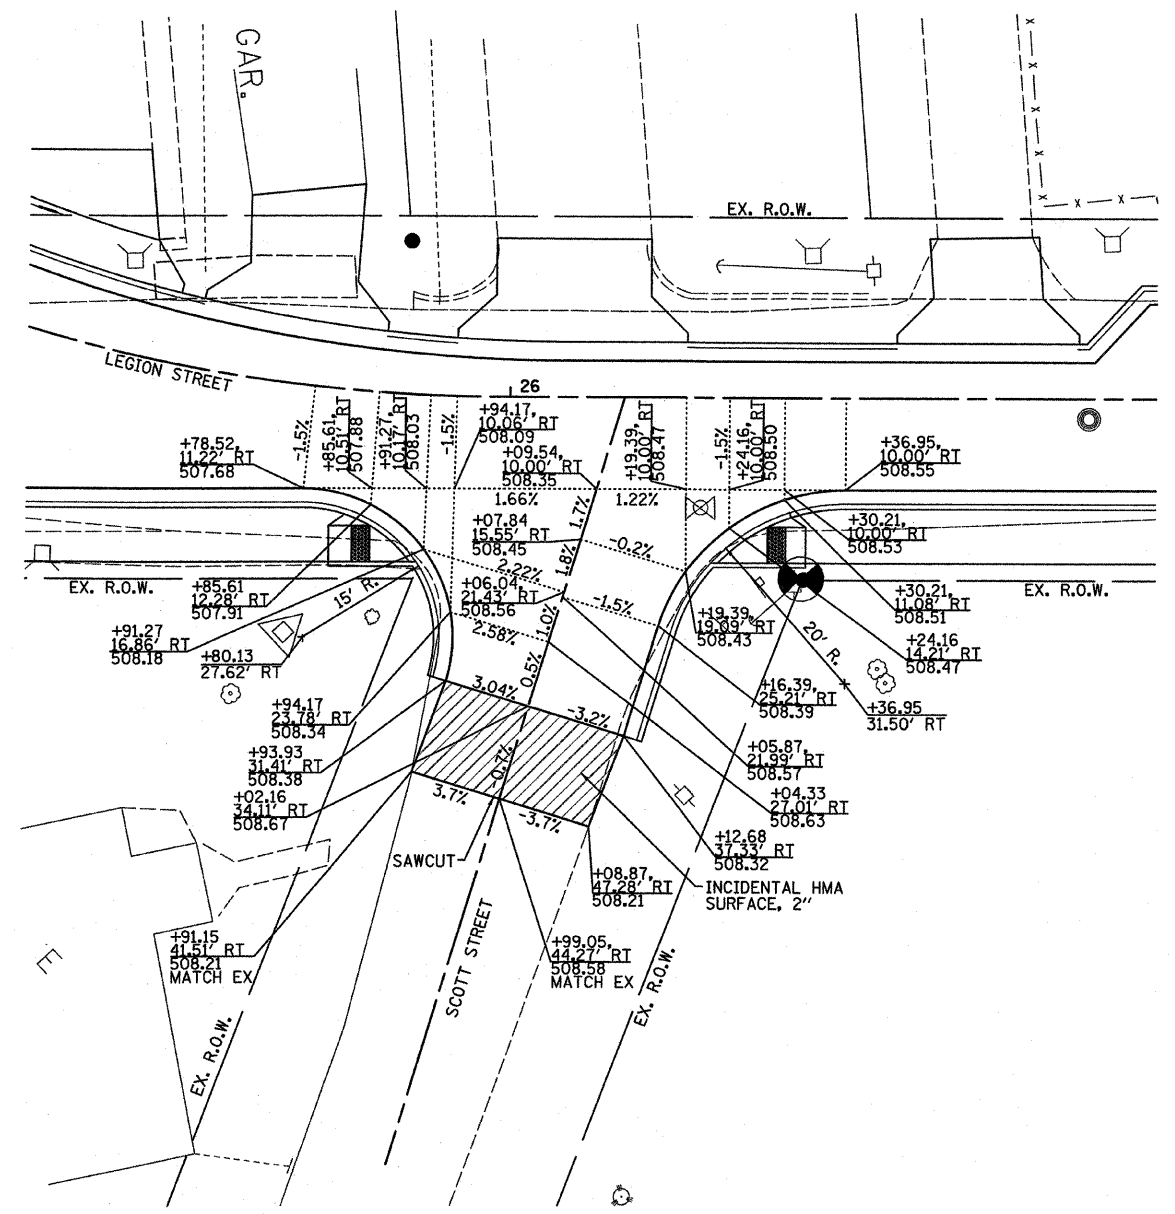 GAR.
EX. R.O.W.
LEGION STREET
26
-1.5%
+85.61,
10.51' RT
507.88
+91.27,
10.17' RT
508.03
-1.5%
+94.17,
10.06' RT
508.09
+09.54,
10.00' RT
508.35
+19.39,
10.00' RT
508.47
-1.5%
+24.16,
10.00' RT
508.50
+78.52,
11.22' RT
507.68
+36.95,
10.00' RT
508.55
1.66%
1.22%
1.7%
+07.84
15.55' RT
508.45
-0.2%
1.8%
2.22%
+30.21,
10.00' RT
508.53
EX. R.O.W.
+85.61
12.28' RT
507.91
15' R.
+06.04,
21.43' RT
508.56
-1.5%
1.0%
2.58%
+30.21,
11.08' RT
508.51
EX. R.O.W.
+19.39,
19.09' RT
508.43
20' R.
+91.27
16.86' RT
508.18
+80.13
27.62' RT
+24.16
14.21' RT
508.47
0.5%
3.04%
-3.2%
+16.39,
25.21' RT
508.39
+36.95
31.50' RT
+94.17
23.78' RT
508.34
+93.93
31.41' RT
508.38
+05.87,
21.99' RT
508.57
-0.7%
+02.16
34.11' RT
508.67
3.7%
-3.7%
+04.33
27.01' RT
508.63
+12.68
37.33' RT
508.32
SAWCUT
+08.87,
47.28' RT
508.21
INCIDENTAL HMA
SURFACE, 2"
+91.15
41.51' RT
508.21
MATCH EX
+99.05,
44.27' RT
508.58
MATCH EX
SCOTT STREET
EX. R.O.W.
EX. R.O.W.
E